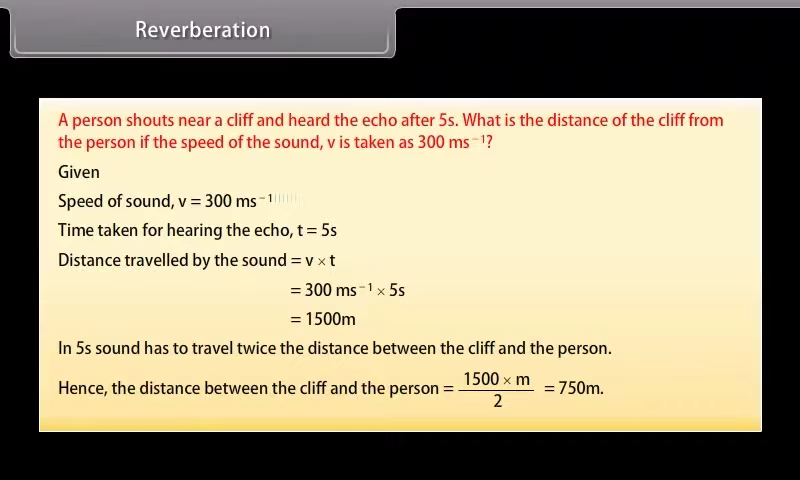 Reverberation
A person shouts near a cliff and heard the echo after 5s. What is the distance of the cliff from
the person if the speed of the sound, v is taken as 300 ms⁻¹?
Given
Speed of sound, v = 300 ms⁻¹
Time taken for hearing the echo, t = 5s
Distance travelled by the sound = v × t
= 300 ms⁻¹ × 5s
= 1500m
In 5s sound has to travel twice the distance between the cliff and the person.
Hence, the distance between the cliff and the person = 1500 × m / 2 = 750m.